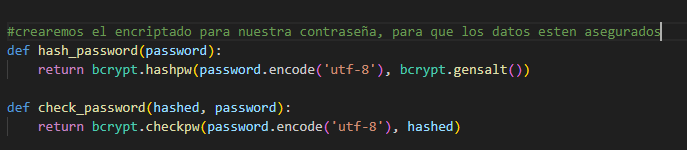 #crearemos el encriptado para nuestra contraseña, para que los datos esten asegurados
def hash_password(password):
    return bcrypt.hashpw(password.encode('utf-8'), bcrypt.gensalt())
def check_password(hashed, password):
    return bcrypt.checkpw(password.encode('utf-8'), hashed)